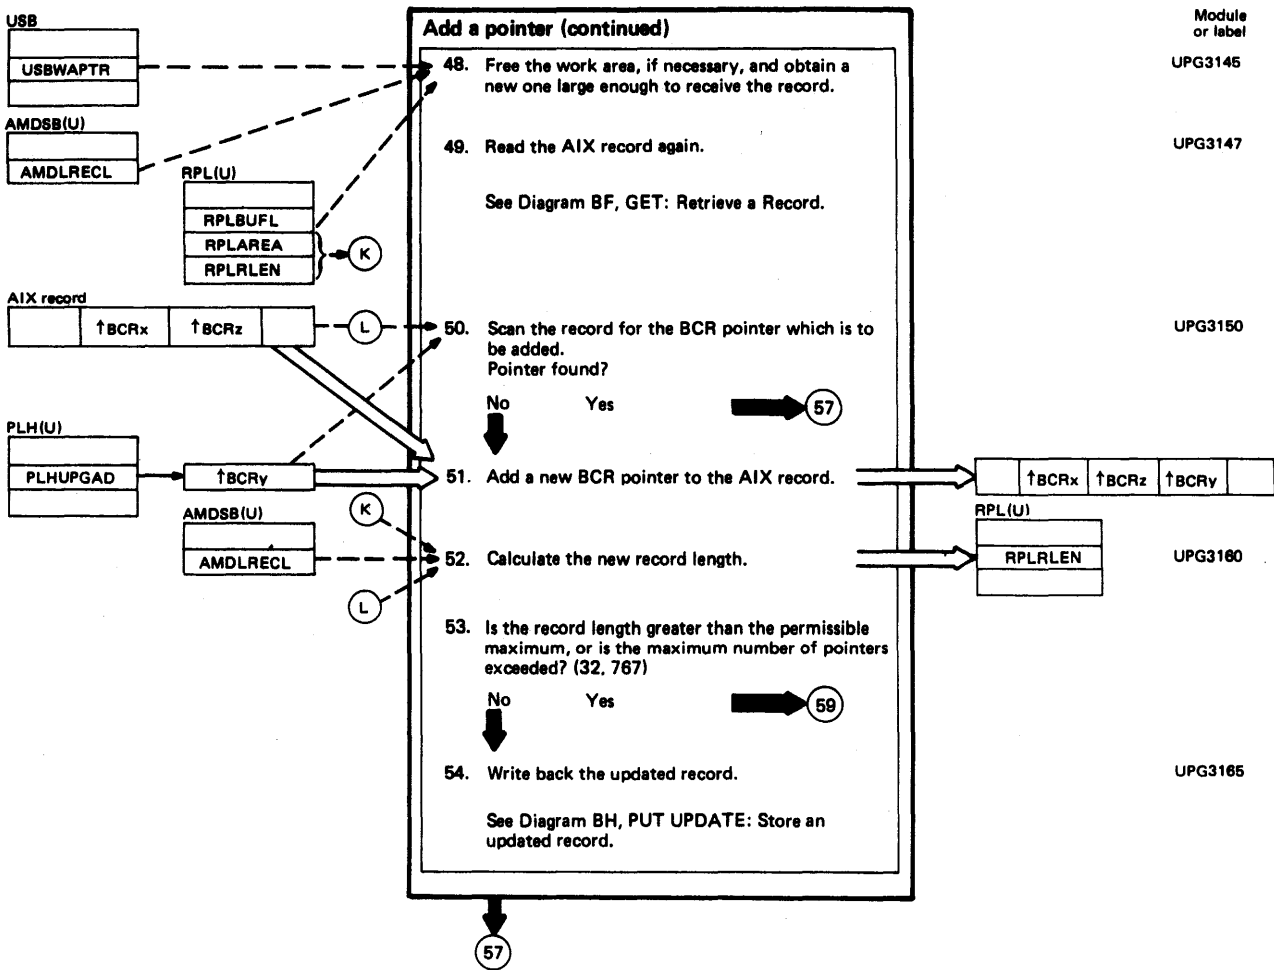 USB
USBWAPTR
AMDSB(U)
AMDLRECL
RPL(U)
RPLBUFL
RPLAREA
RPLRLEN
K
AIX record
↑BCRx
↑BCRz
L
PLH(U)
PLHUPGAD
↑BCRy
K
AMDSB(U)
AMDLRECL
L
Add a pointer (continued)
48. Free the work area, if necessary, and obtain a
new one large enough to receive the record.
49. Read the AIX record again.
See Diagram BF, GET: Retrieve a Record.
50. Scan the record for the BCR pointer which is to
be added.
Pointer found?
No Yes
57
51. Add a new BCR pointer to the AIX record.
52. Calculate the new record length.
53. Is the record length greater than the permissible
maximum, or is the maximum number of pointers
exceeded? (32, 767)
No Yes
59
54. Write back the updated record.
See Diagram BH, PUT UPDATE: Store an
updated record.
57
Module
or label
UPG3145
UPG3147
UPG3150
↑BCRx
↑BCRz
↑BCRy
RPL(U)
RPLRLEN
UPG3160
UPG3165